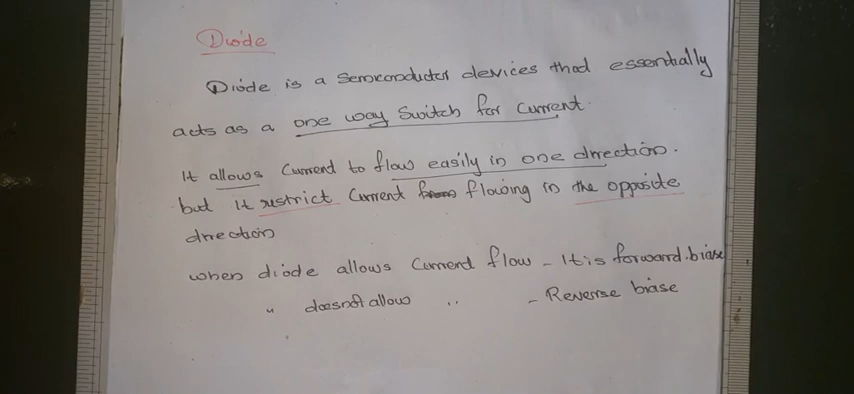 Diode
Diode is a Semiconductor devices that essentially
acts as a one way Switch for Current.
It allows Current to flow easily in one direction.
but it restrict Current from flowing in the opposite
direction
when diode allows Current flow - It is forward.biase
" doesnot allow " - Reverse biase